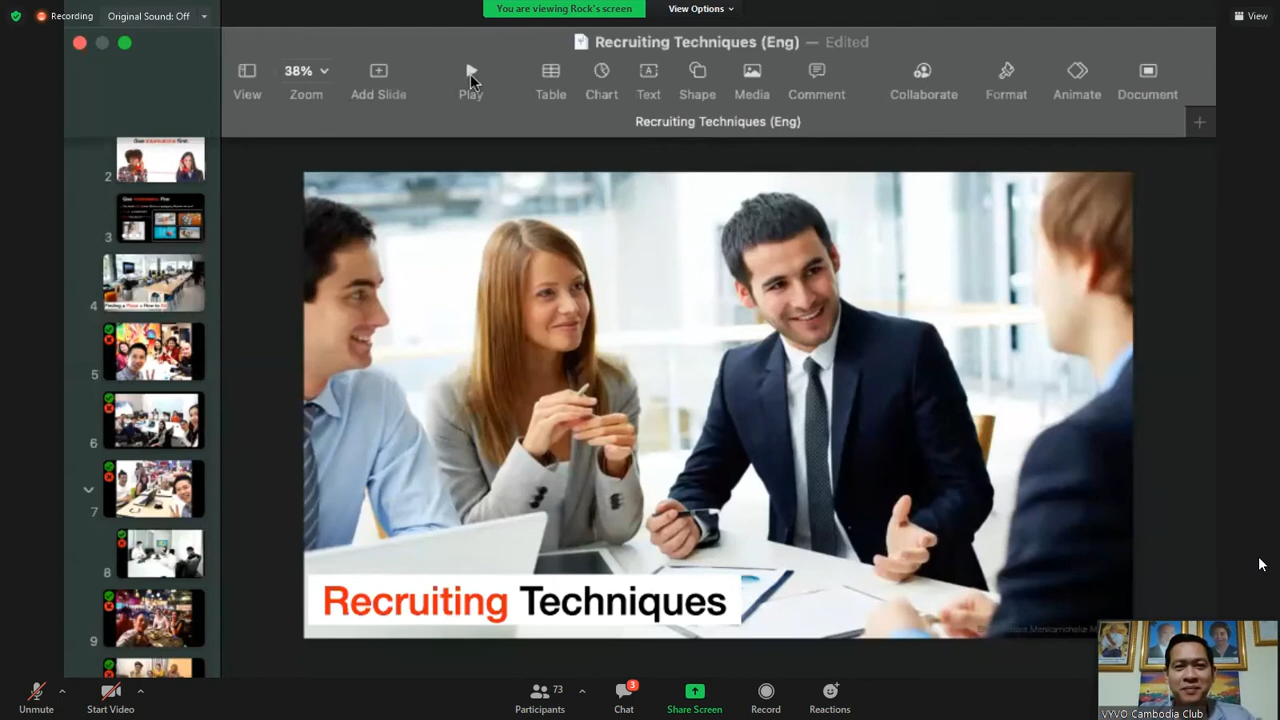 Recording
Original Sound: Off
You are viewing Rock's screen
View Options
View
Recruiting Techniques (Eng) — Edited
38%
View
Zoom
Add Slide
Play
Table
Chart
Text
Shape
Media
Comment
Collaborate
Format
Animate
Document
Recruiting Techniques (Eng)
2
3
4
5
6
7
8
9
Recruiting Techniques
VYVO Cambodia Club
Unmute
Start Video
73
Participants
3
Chat
Share Screen
Record
Reactions